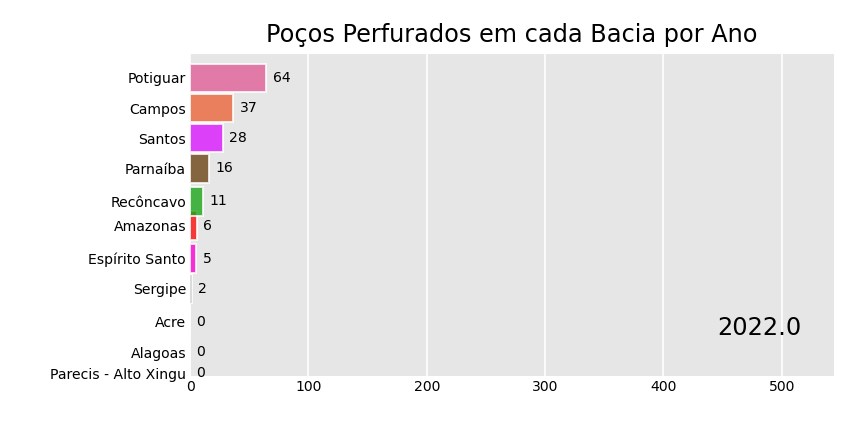 Poços Perfurados em cada Bacia por Ano
Potiguar 64
Campos 37
Santos 28
Parnaíba 16
Recôncavo 11
Amazonas 6
Espírito Santo 5
Sergipe 2
Acre 0
2022.0
Alagoas 0
Parecis - Alto Xingu 0
0 100 200 300 400 500